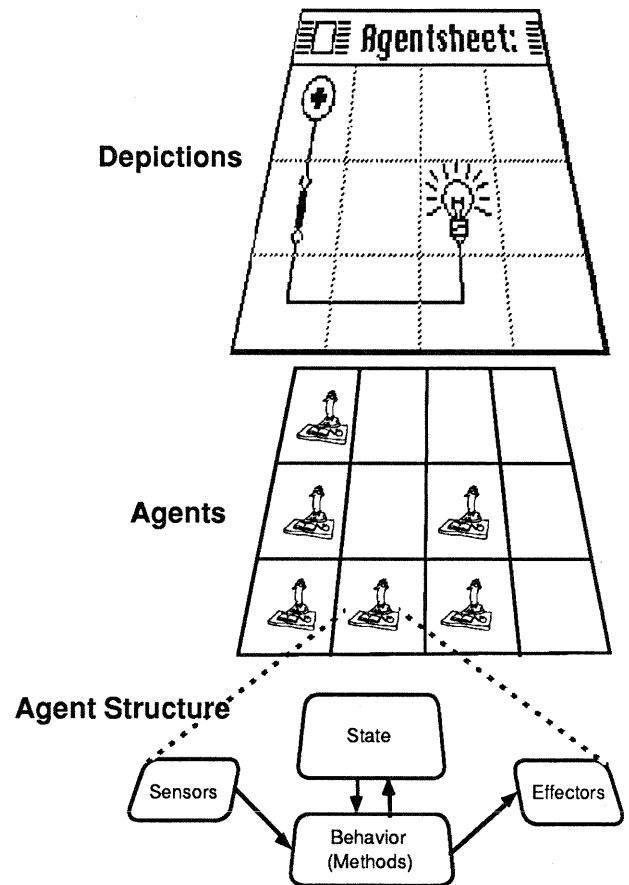 Agentsheet:
Depictions
Agents
Agent Structure
State
Sensors
Effectors
Behavior
(Methods)